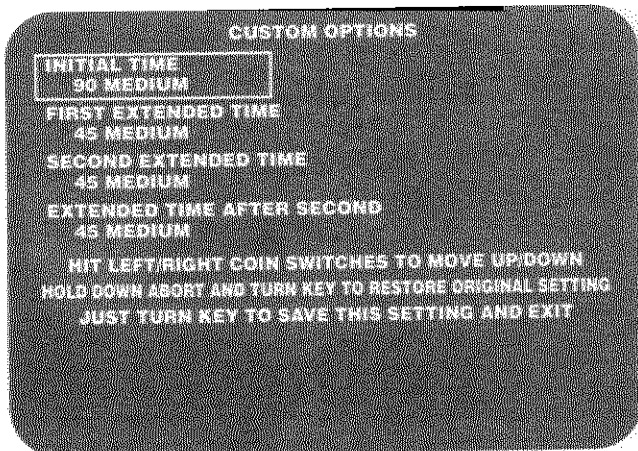 CUSTOM OPTIONS
INITIAL TIME
90 MEDIUM
FIRST EXTENDED TIME
45 MEDIUM
SECOND EXTENDED TIME
45 MEDIUM
EXTENDED TIME AFTER SECOND
45 MEDIUM
HIT LEFT/RIGHT COIN SWITCHES TO MOVE UP/DOWN
HOLD DOWN ABORT AND TURN KEY TO RESTORE ORIGINAL SETTING
JUST TURN KEY TO SAVE THIS SETTING AND EXIT